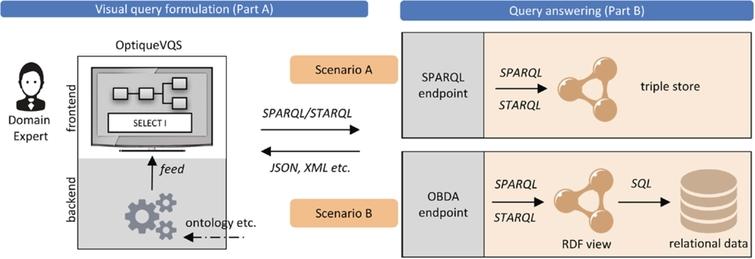 Visual query formulation (Part A)
Query answering (Part B)
OptiqueVQS
Domain
Expert
frontend
SELECT I
feed
backend
ontology etc.
SPARQL/STARQL
JSON, XML etc.
Scenario A
SPARQL
endpoint
SPARQL
STARQL
triple store
Scenario B
OBDA
endpoint
SPARQL
STARQL
RDF view
SQL
relational data